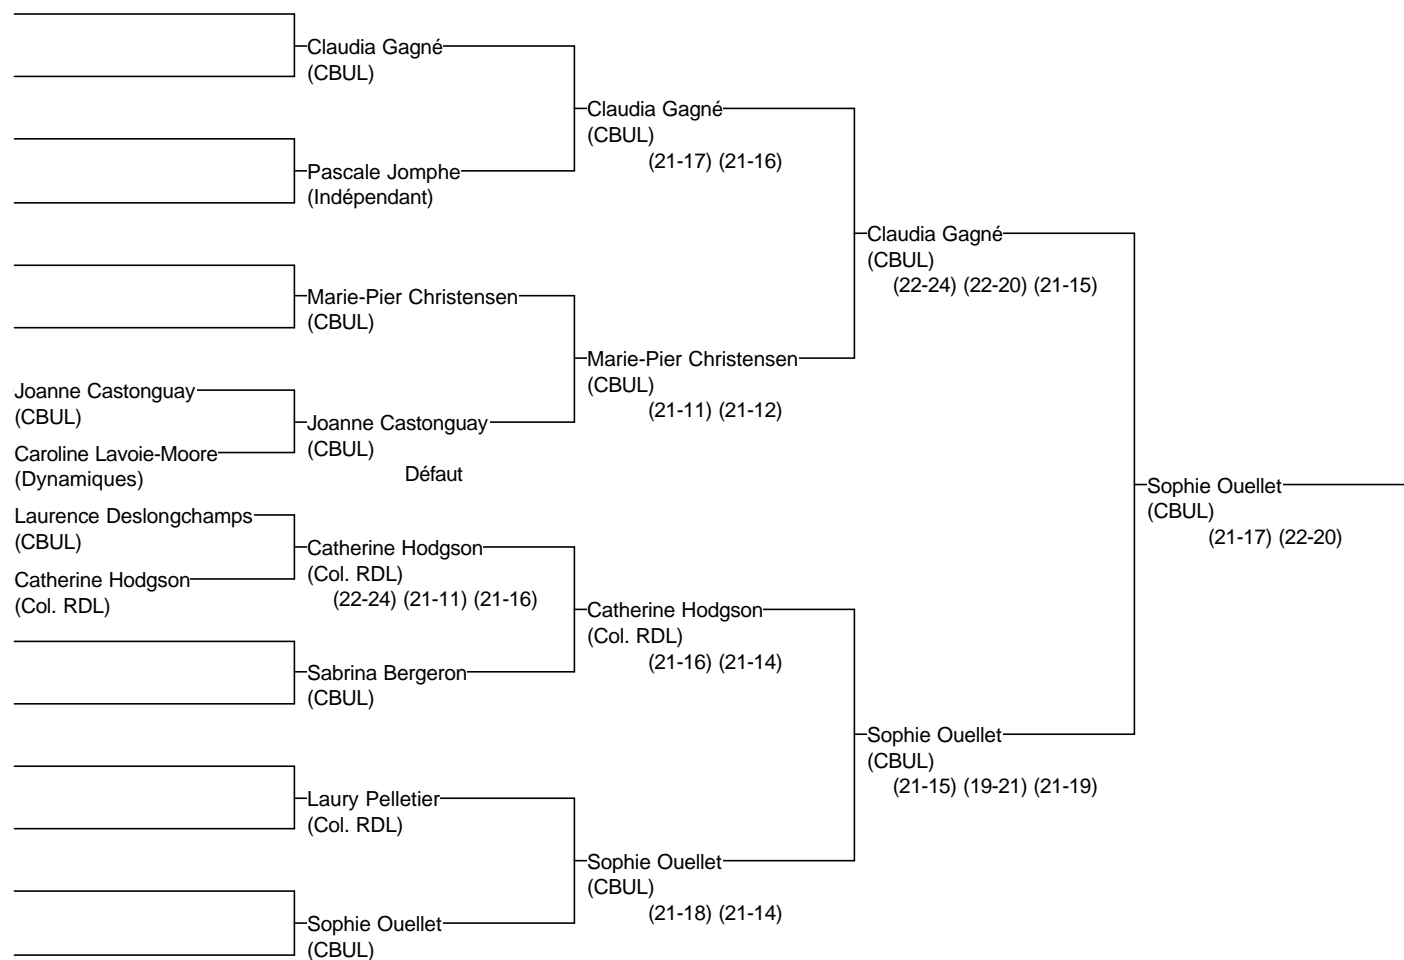 Claudia Gagné
(CBUL)
Claudia Gagné
(CBUL)
(21-17) (21-16)
Pascale Jomphe
(Indépendant)
Claudia Gagné
(CBUL)
(22-24) (22-20) (21-15)
Marie-Pier Christensen
(CBUL)
Marie-Pier Christensen
(CBUL)
(21-11) (21-12)
Joanne Castonguay
(CBUL)
Joanne Castonguay
(CBUL)
Défaut
Caroline Lavoie-Moore
(Dynamiques)
Sophie Ouellet
(CBUL)
(21-17) (22-20)
Laurence Deslongchamps
(CBUL)
Catherine Hodgson
(Col. RDL)
(22-24) (21-11) (21-16)
Catherine Hodgson
(Col. RDL)
Catherine Hodgson
(Col. RDL)
(21-16) (21-14)
Sabrina Bergeron
(CBUL)
Sophie Ouellet
(CBUL)
(21-15) (19-21) (21-19)
Laury Pelletier
(Col. RDL)
Sophie Ouellet
(CBUL)
(21-18) (21-14)
Sophie Ouellet
(CBUL)